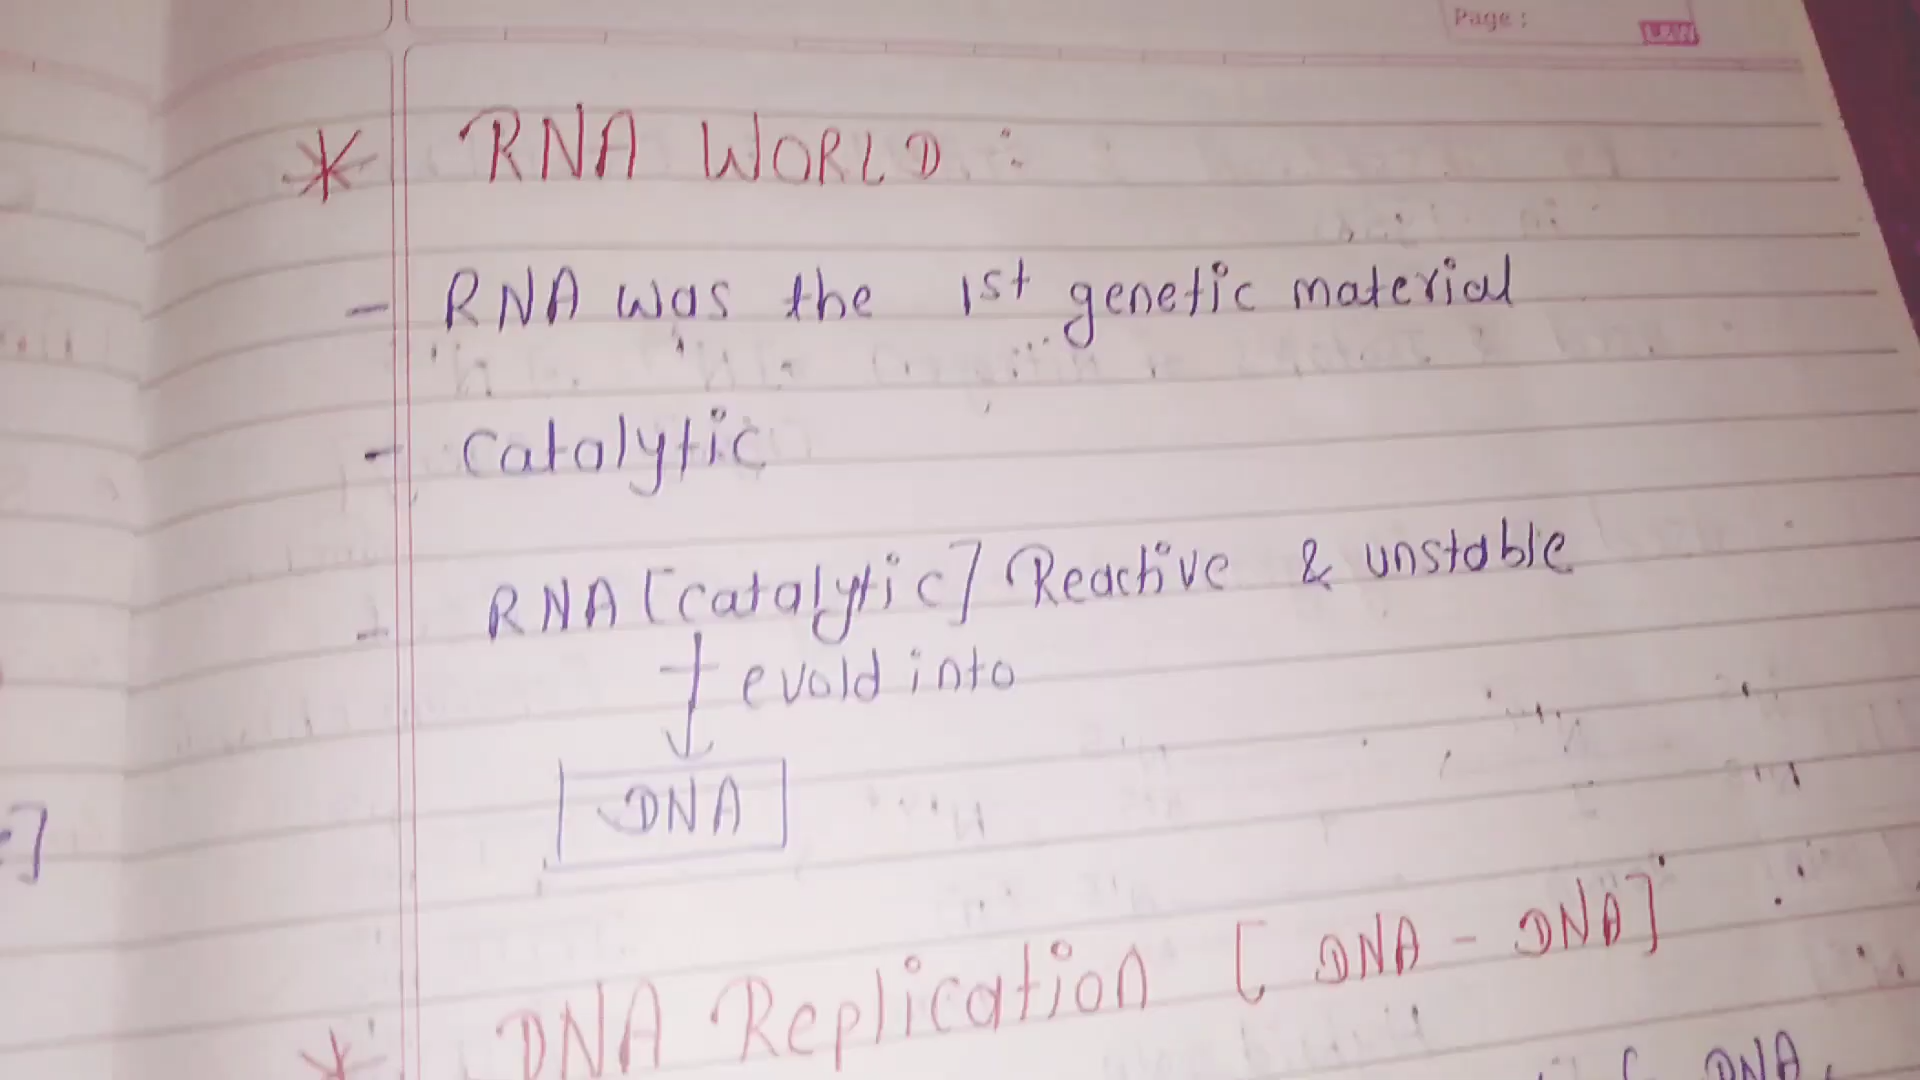 Page :
* RNA WORLD :
- RNA was the 1st genetic material
- catalytic
- RNA [catalytic] Reactive & unstable
evold into
DNA
* DNA Replication [ DNA - DNA]
[ DNA